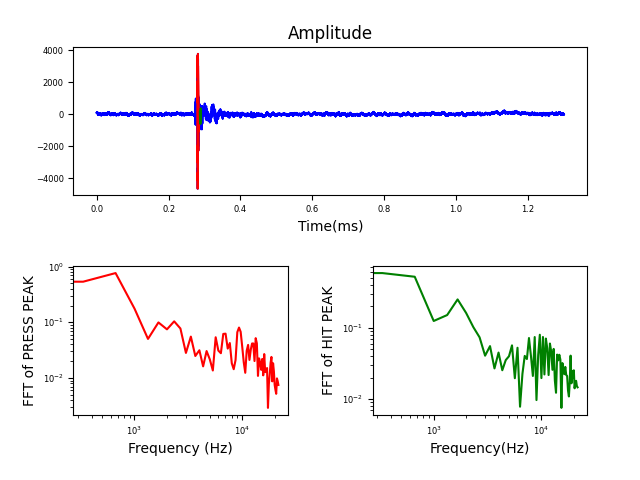 Amplitude
4000
2000
0
−2000
−4000
0.0 0.2 0.4 0.6 0.8 1.0 1.2
Time(ms)
FFT of PRESS PEAK
10⁰
10⁻¹
10⁻²
10³ 10⁴
Frequency (Hz)
FFT of HIT PEAK
10⁻¹
10⁻²
10³ 10⁴
Frequency(Hz)